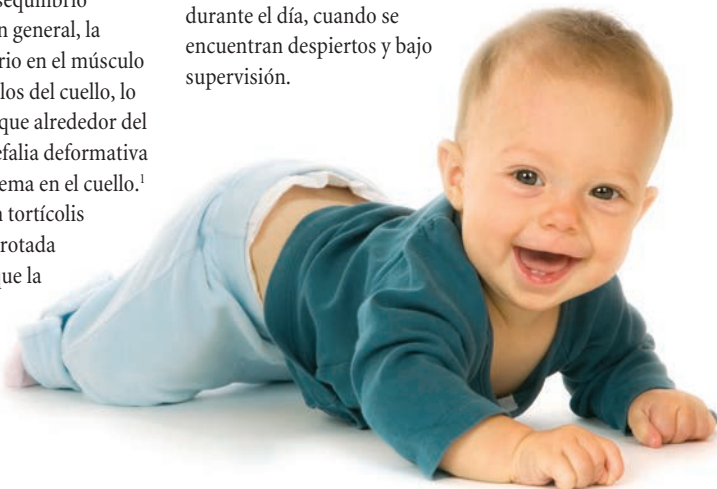 n general, la
rio en el músculo
los del cuello, lo
que alrededor del
efalia deformativa
ema en el cuello.¹
n tortícolis
rotada
que la
durante el día, cuando se
encuentran despiertos y bajo
supervisión.